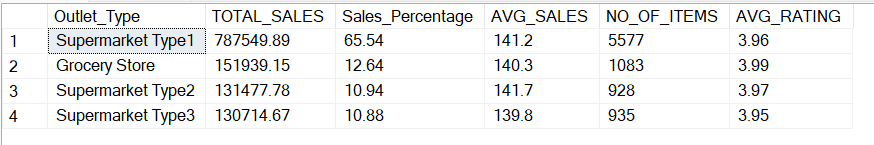 Outlet_Type TOTAL_SALES Sales_Percentage AVG_SALES NO_OF_ITEMS AVG_RATING
1 Supermarket Type1 787549.89 65.54 141.2 5577 3.96
2 Grocery Store 151939.15 12.64 140.3 1083 3.99
3 Supermarket Type2 131477.78 10.94 141.7 928 3.97
4 Supermarket Type3 130714.67 10.88 139.8 935 3.95